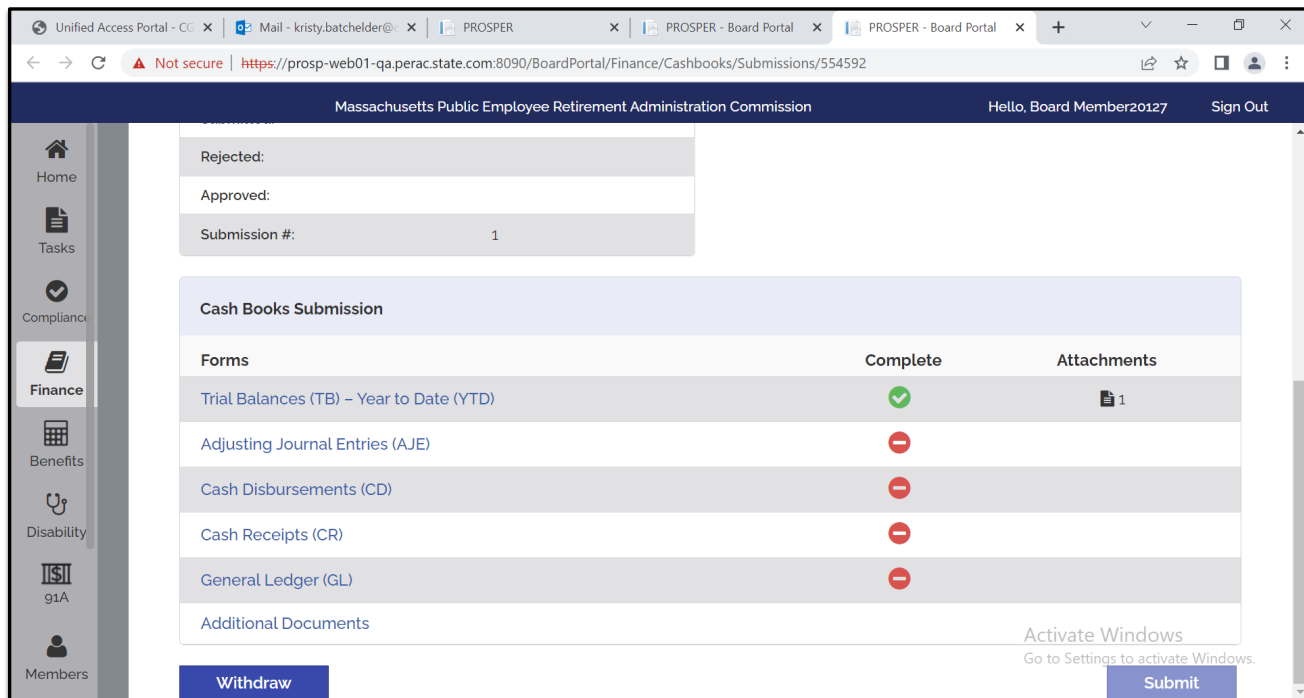 Unified Access Portal - CG
Mail - kristy.batchelder@
PROSPER
PROSPER - Board Portal
PROSPER - Board Portal
Not secure | https://prosp-web01-qa.perac.state.com:8090/BoardPortal/Finance/Cashbooks/Submissions/554592
Massachusetts Public Employee Retirement Administration Commission Hello, Board Member20127 Sign Out
Home
Tasks
Compliance
Finance
Benefits
Disability
91A
Members
Rejected:
Approved:
Submission #: 1
Cash Books Submission
Forms Complete Attachments
Trial Balances (TB) – Year to Date (YTD) 1
Adjusting Journal Entries (AJE)
Cash Disbursements (CD)
Cash Receipts (CR)
General Ledger (GL)
Additional Documents
Activate Windows
Go to Settings to activate Windows.
Withdraw Submit